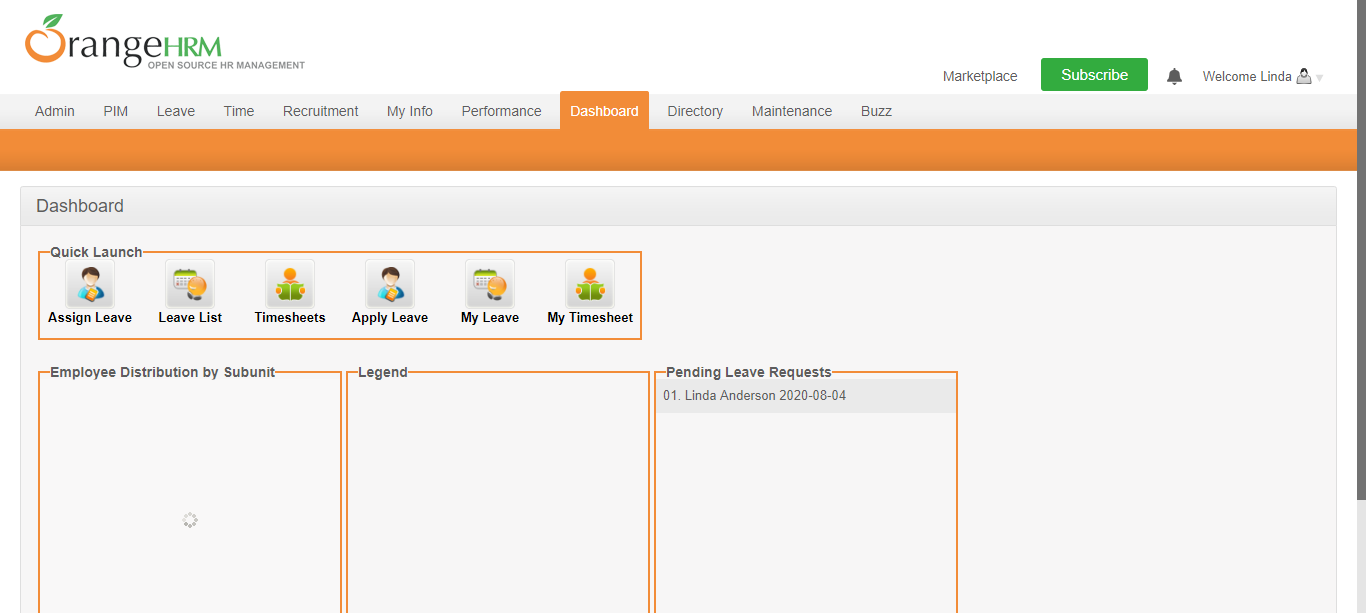 OrangeHRM
OPEN SOURCE HR MANAGEMENT
Marketplace Subscribe Welcome Linda
Admin PIM Leave Time Recruitment My Info Performance Dashboard Directory Maintenance Buzz
Dashboard
Quick Launch
Assign Leave Leave List Timesheets Apply Leave My Leave My Timesheet
Employee Distribution by Subunit Legend Pending Leave Requests
01. Linda Anderson 2020-08-04